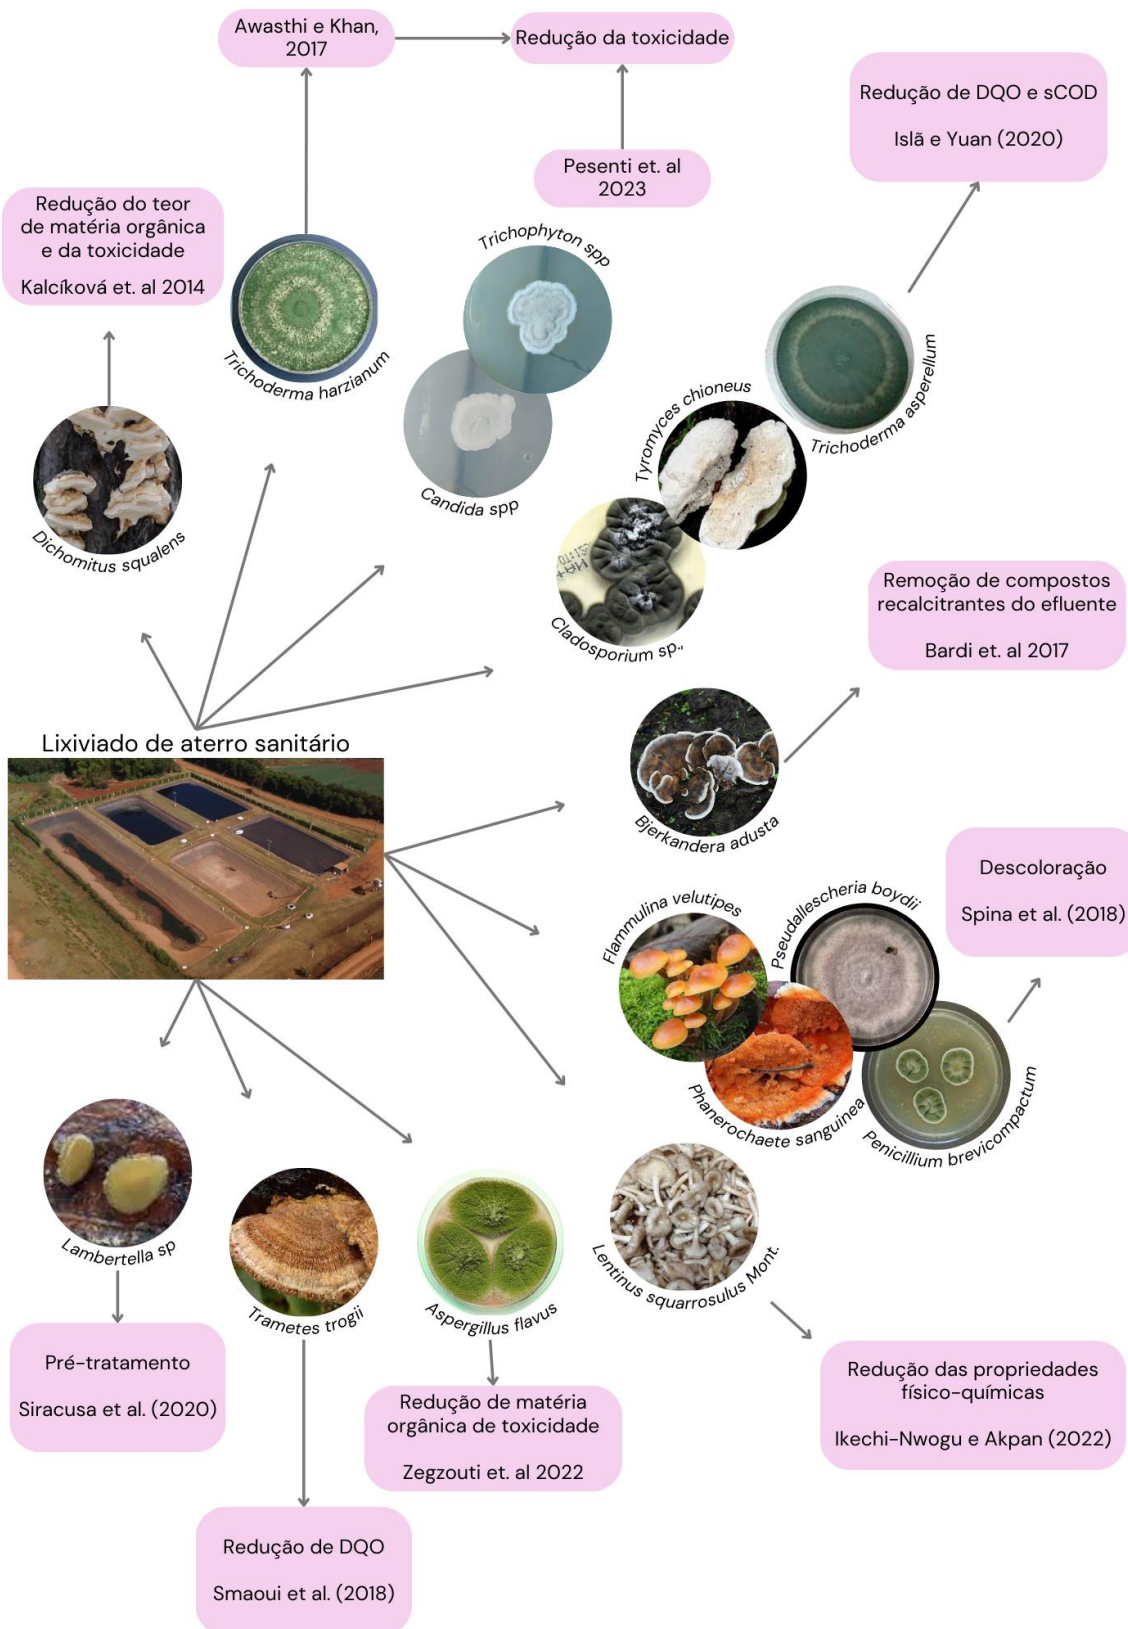 Awasthi e Khan,
2017
Redução da toxicidade
Redução de DQO e sCOD
Islã e Yuan (2020)
Pesenti et. al
2023
Redução do teor
de matéria orgânica
e da toxicidade
Kalcíková et. al 2014
Trichophyton spp
Trichoderma harzianum
Trichoderma asperellum
Tyromyces chioneus
Candida spp
Dichomitus squalens
Cladosporium sp.,
Remoção de compostos
recalcitrantes do efluente
Bardi et. al 2017
Lixiviado de aterro sanitário
Bjerkandera adusta
Descoloração
Spina et al. (2018)
Flammulina velutipes
Pseudallescheria boydii
Phanerochaete sanguinea
Penicillium brevicompactum
Lambertella sp
Trametes trogii
Aspergillus flavus
Lentinus squarrosulus Mont.
Pré-tratamento
Siracusa et al. (2020)
Redução de matéria
orgânica de toxicidade
Zegzouti et. al 2022
Redução das propriedades
físico-químicas
Ikechi-Nwogu e Akpan (2022)
Redução de DQO
Smaoui et al. (2018)